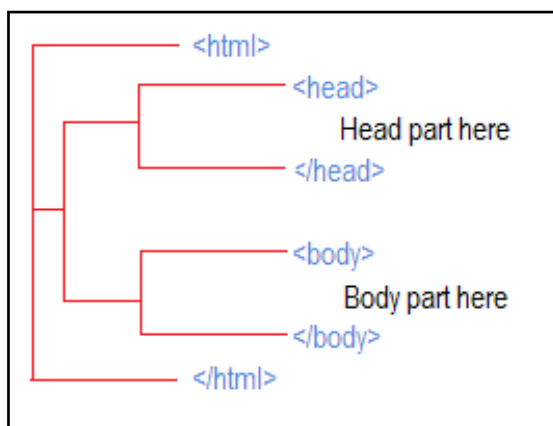 <html>
<head>
Head part here
</head>
<body>
Body part here
</body>
</html>